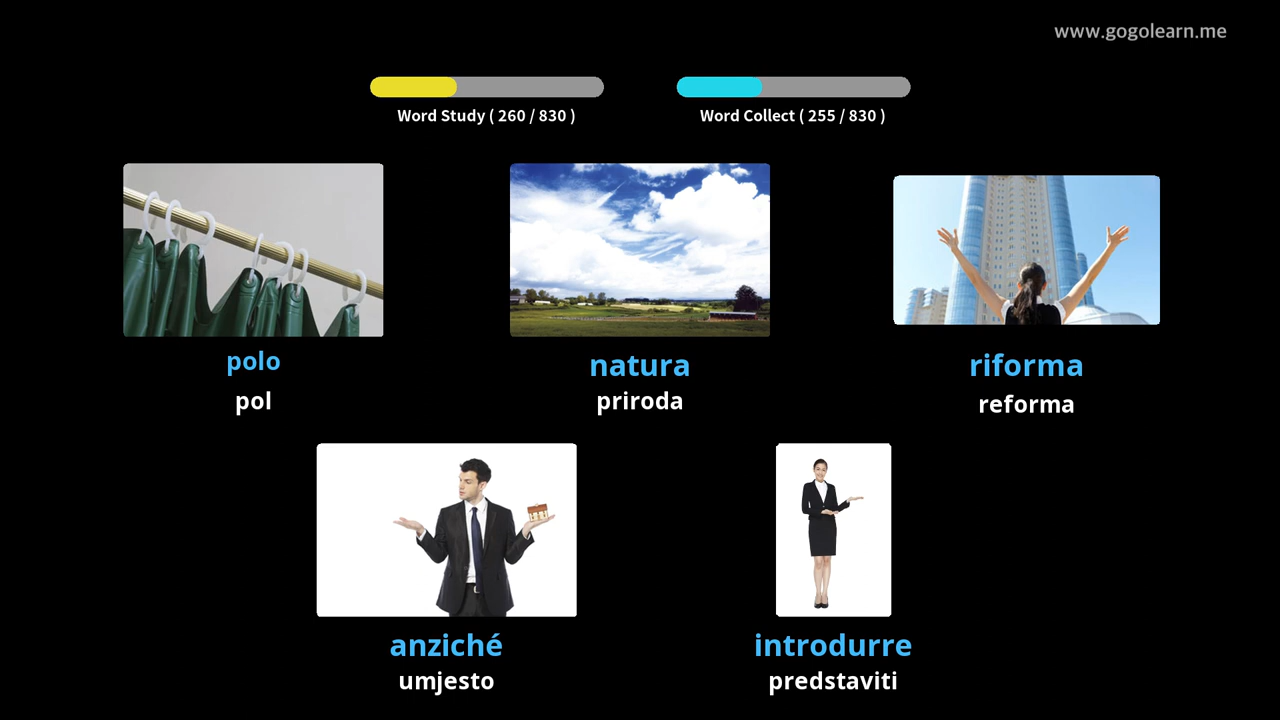 www.gogolearn.me
Word Study ( 260 / 830 )
Word Collect ( 255 / 830 )
polo
pol
natura
priroda
riforma
reforma
anziché
umjesto
introdurre
predstaviti